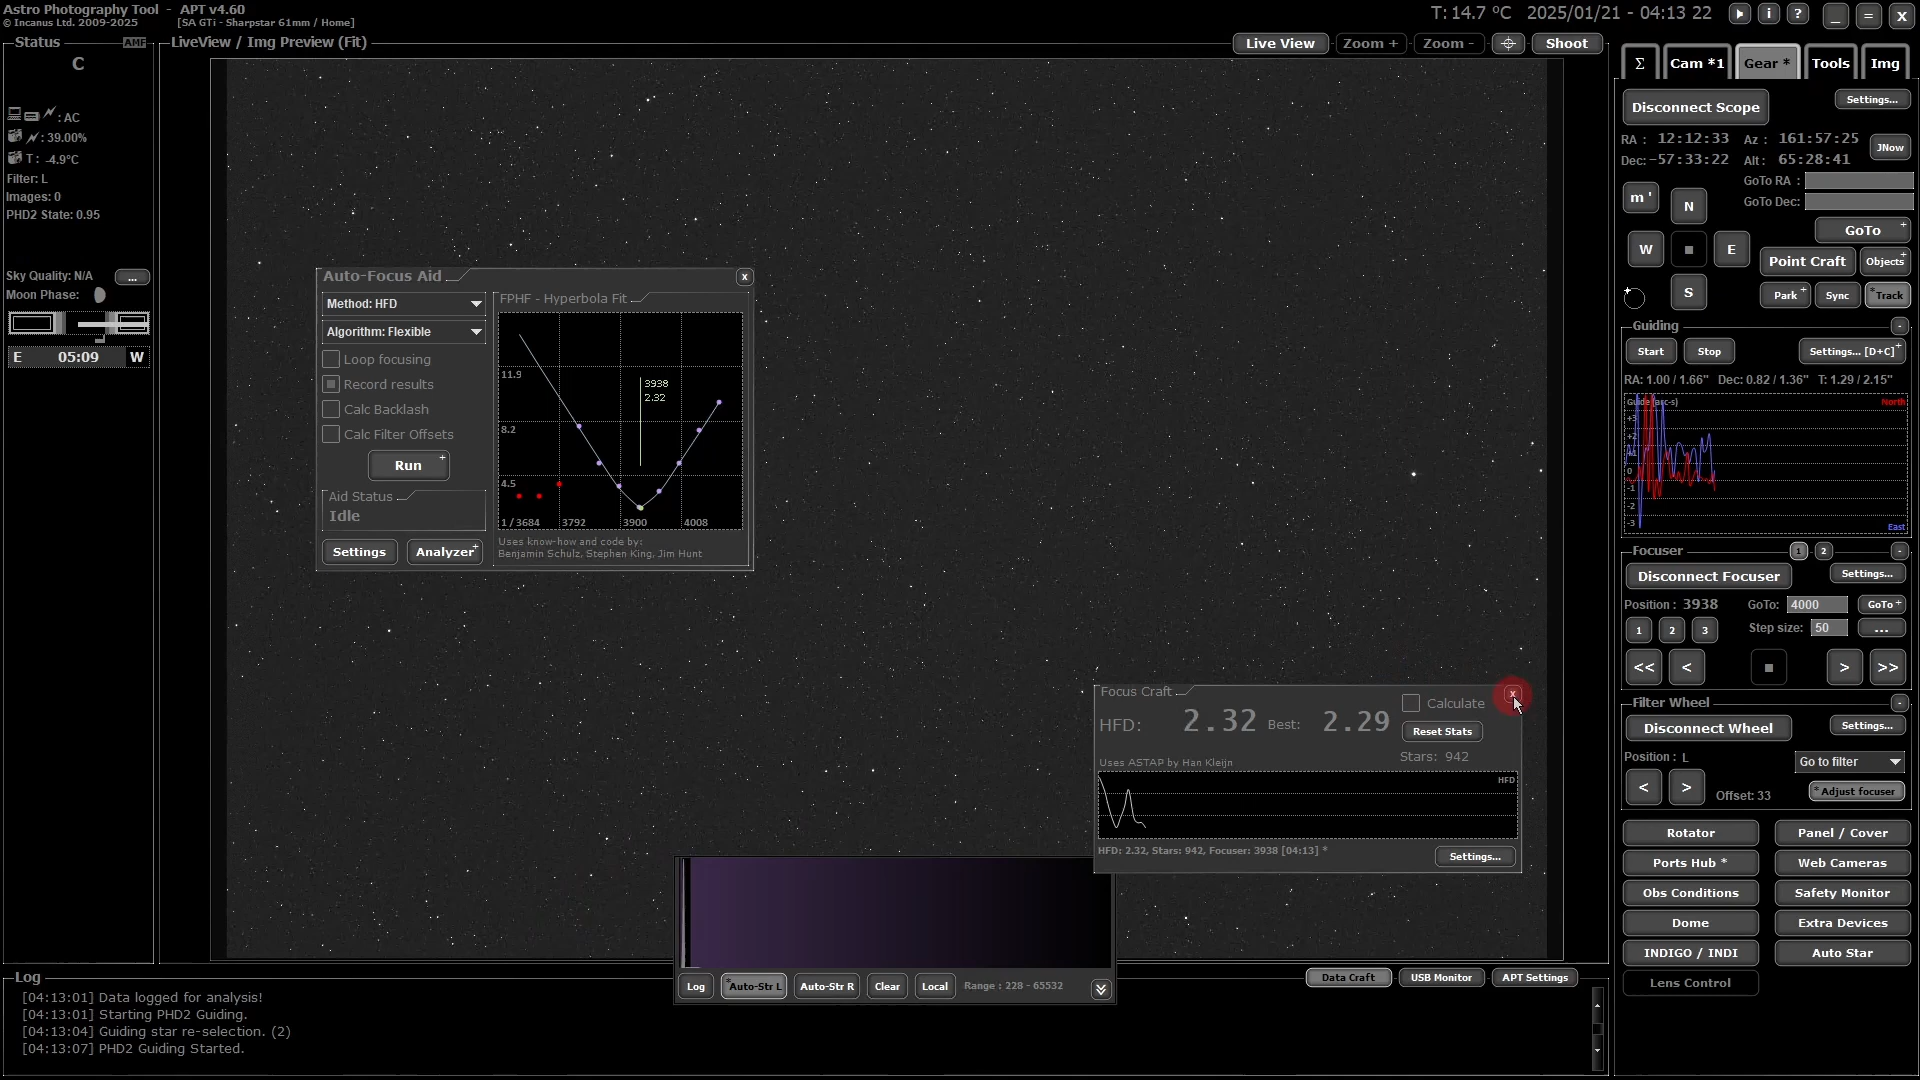 Astro Photography Tool - APT v4.60
© Incanus Ltd. 2009-2025 [SA GTi - Sharpstar 61mm / Home]
T: 14.7 °C 2025/01/21 - 04:13 22
i ? _ = X
Status AMF
C
: AC
: 39.00%
T : -4.9°C
Filter: L
Images: 0
PHD2 State: 0.95
Sky Quality: N/A ...
Moon Phase:
E 05:09 W
LiveView / Img Preview (Fit)
Live View Zoom + Zoom - Shoot
Auto-Focus Aid x
Method: HFD
Algorithm: Flexible
Loop focusing
Record results
Calc Backlash
Calc Filter Offsets
Run +
Aid Status
Idle
Settings Analyzer +
FPHF - Hyperbola Fit
11.9
8.2
4.5
3938
2.32
1 / 3684 3792 3900 4008
Uses know-how and code by:
Benjamin Schulz, Stephen King, Jim Hunt
Focus Craft x
HFD: 2.32 Best: 2.29
Calculate
Reset Stats
Stars: 942
Uses ASTAP by Han Kleijn
HFD
HFD: 2.32, Stars: 942, Focuser: 3938 [04:13] *
Settings...
Log *Auto-Str L Auto-Str R Clear Local Range : 228 - 65532
Data Craft USB Monitor APT Settings
Log
[04:13:01] Data logged for analysis!
[04:13:01] Starting PHD2 Guiding.
[04:13:04] Guiding star re-selection. (2)
[04:13:07] PHD2 Guiding Started.
Σ Cam *1 Gear * Tools Img
Disconnect Scope Settings...
RA : 12:12:33 Az : 161:57:25
Dec: -57:33:22 Alt : 65:28:41
JNow
GoTo RA :
GoTo Dec:
m ' N
W E
S
GoTo +
Point Craft Objects +
Park + Sync *Track
Guiding -
Start Stop Settings... [D+C] +
RA: 1.00 / 1.66" Dec: 0.82 / 1.36" T: 1.29 / 2.15"
Guide (arc-s) North
+3
+2
+1
0
-1
-2
-3
East
Focuser 1 2 -
Disconnect Focuser Settings...
Position : 3938 GoTo: 4000 GoTo +
1 2 3 Step size: 50 ...
<< < > >>
Filter Wheel -
Disconnect Wheel Settings...
Position : L Go to filter
< > Offset: 33 * Adjust focuser
Rotator Panel / Cover
Ports Hub * Web Cameras
Obs Conditions Safety Monitor
Dome Extra Devices
INDIGO / INDI Auto Star
Lens Control